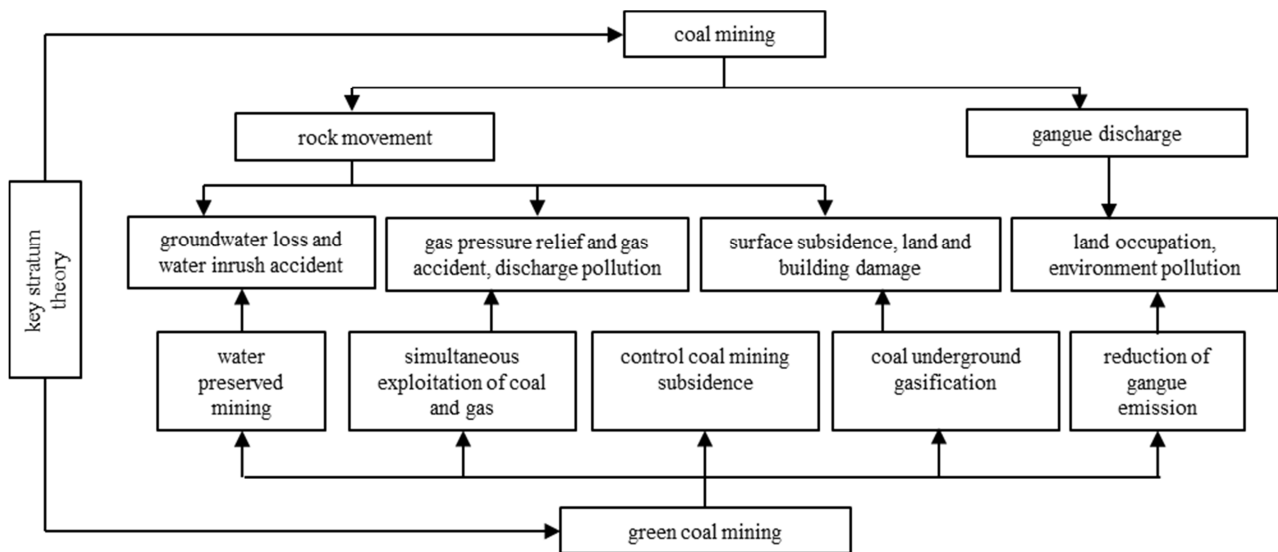 coal mining
rock movement
gangue discharge
key stratum
theory
groundwater loss and
water inrush accident
gas pressure relief and gas
accident, discharge pollution
surface subsidence, land and
building damage
land occupation,
environment pollution
water
preserved
mining
simultaneous
exploitation of coal
and gas
control coal mining
subsidence
coal underground
gasification
reduction of
gangue
emission
green coal mining